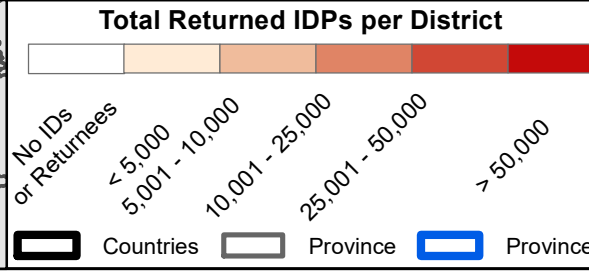 Total Returned IDPs per District
No IDs
or Returnees
< 5,000
5,001 - 10,000
10,001 - 25,000
25,001 - 50,000
> 50,000
Countries
Province
Province